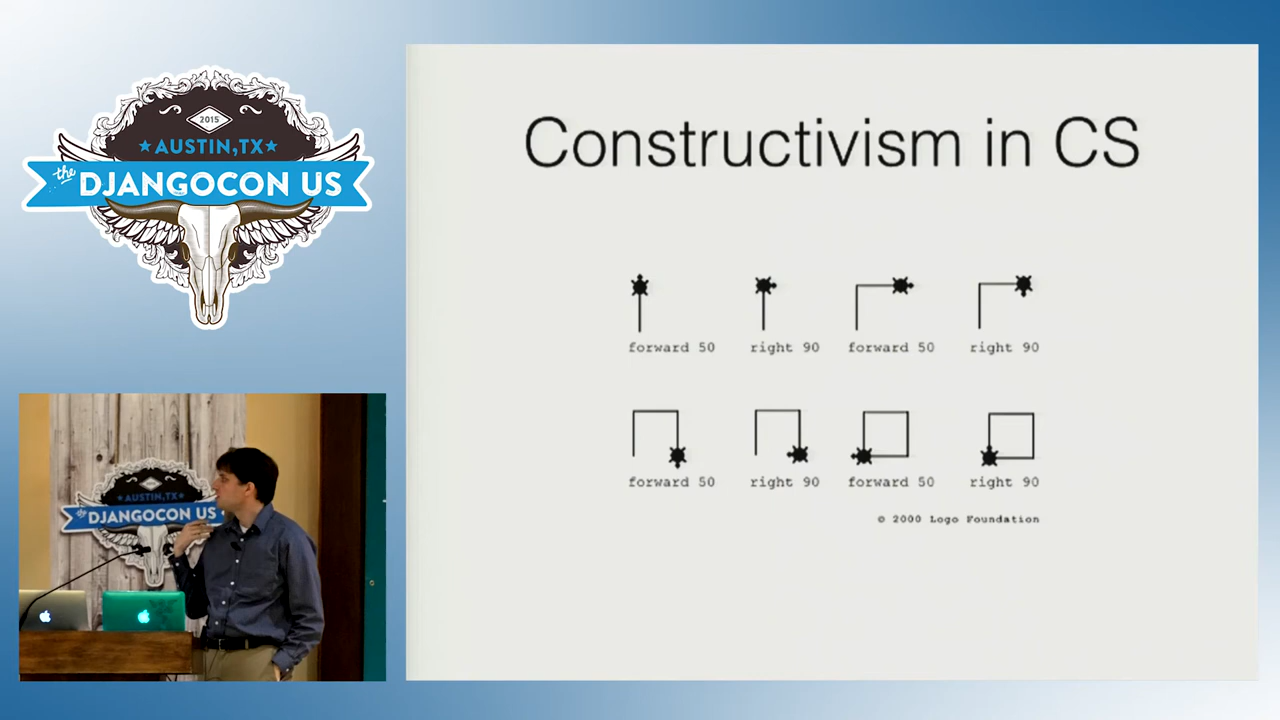 2015
AUSTIN,TX
the DJANGOCON US
Constructivism in CS
forward 50 right 90 forward 50 right 90
forward 50 right 90 forward 50 right 90
© 2000 Logo Foundation
AUSTIN,TX
the DJANGOCON US